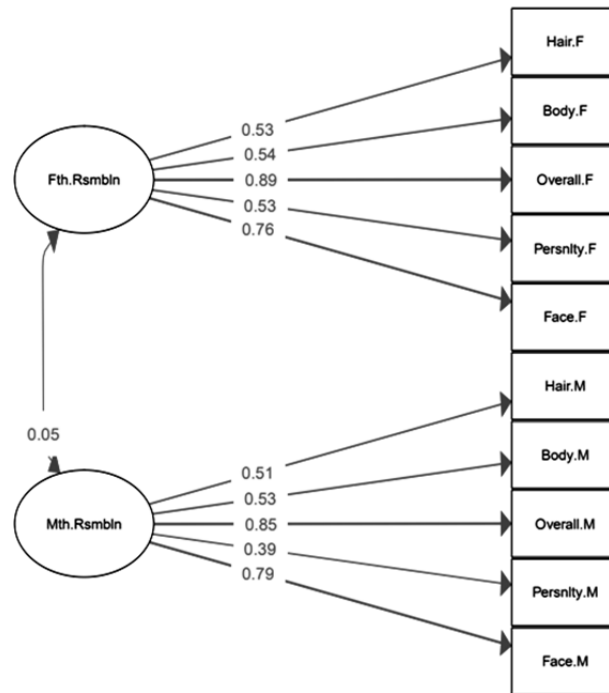 Hair.F
Body.F
Overall.F
Persnlty.F
Face.F
Hair.M
Body.M
Overall.M
Persnlty.M
Face.M
Fth.Rsmbln
Mth.Rsmbln
0.53
0.54
0.89
0.53
0.76
0.05
0.51
0.53
0.85
0.39
0.79